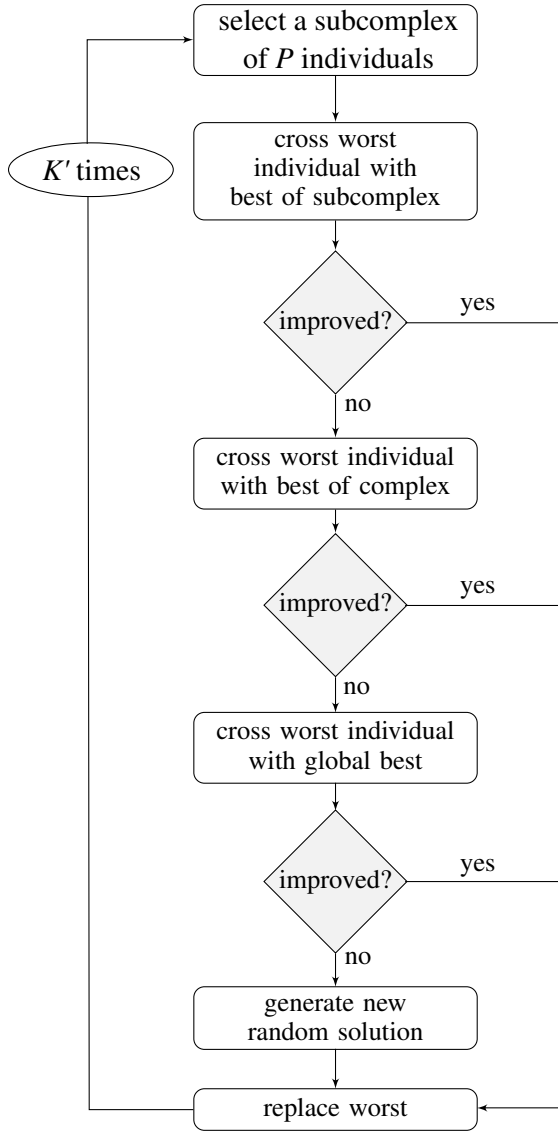 select a subcomplex
of P individuals
cross worst
individual with
best of subcomplex
K′ times
improved?
yes
no
cross worst individual
with best of complex
improved?
yes
no
cross worst individual
with global best
improved?
yes
no
generate new
random solution
replace worst